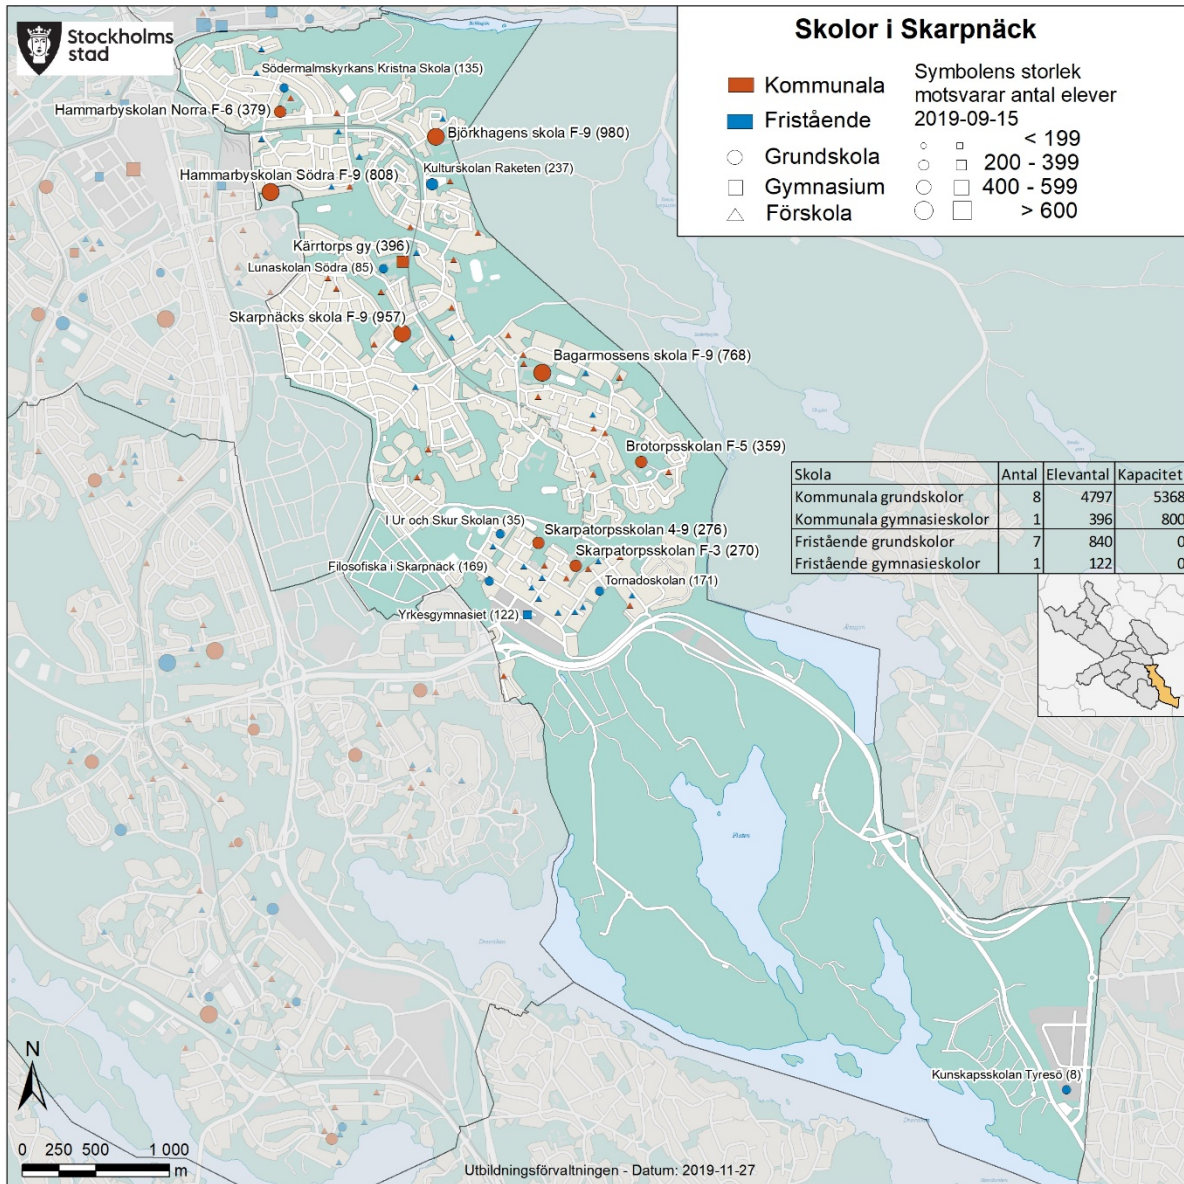 Stockholms
stad
Skolor i Skarpnäck
Kommunala
Fristående
Grundskola
Gymnasium
Förskola
Symbolens storlek
motsvarar antal elever
2019-09-15
< 199
200 - 399
400 - 599
> 600
Södermalmskyrkans Kristna Skola (135)
Hammarbyskolan Norra F-6 (379)
Björkhagens skola F-9 (980)
Kulturskolan Raketen (237)
Hammarbyskolan Södra F-9 (808)
Kärrtorps gy (396)
Lunaskolan Södra (85)
Skarpnäcks skola F-9 (957)
Bagarmossens skola F-9 (768)
Brotorpsskolan F-5 (359)
Skola Antal Elevantal Kapacitet
Kommunala grundskolor 8 4797 5368
Kommunala gymnasieskolor 1 396 800
Fristående grundskolor 7 840 0
Fristående gymnasieskolor 1 122 0
I Ur och Skur Skolan (35)
Skarpatorpsskolan 4-9 (276)
Skarpatorpsskolan F-3 (270)
Filosofiska i Skarpnäck (169)
Tornadoskolan (171)
Yrkesgymnasiet (122)
Kunskapsskolan Tyresö (8)
N
0 250 500 1 000
m
Utbildningsförvaltningen - Datum: 2019-11-27